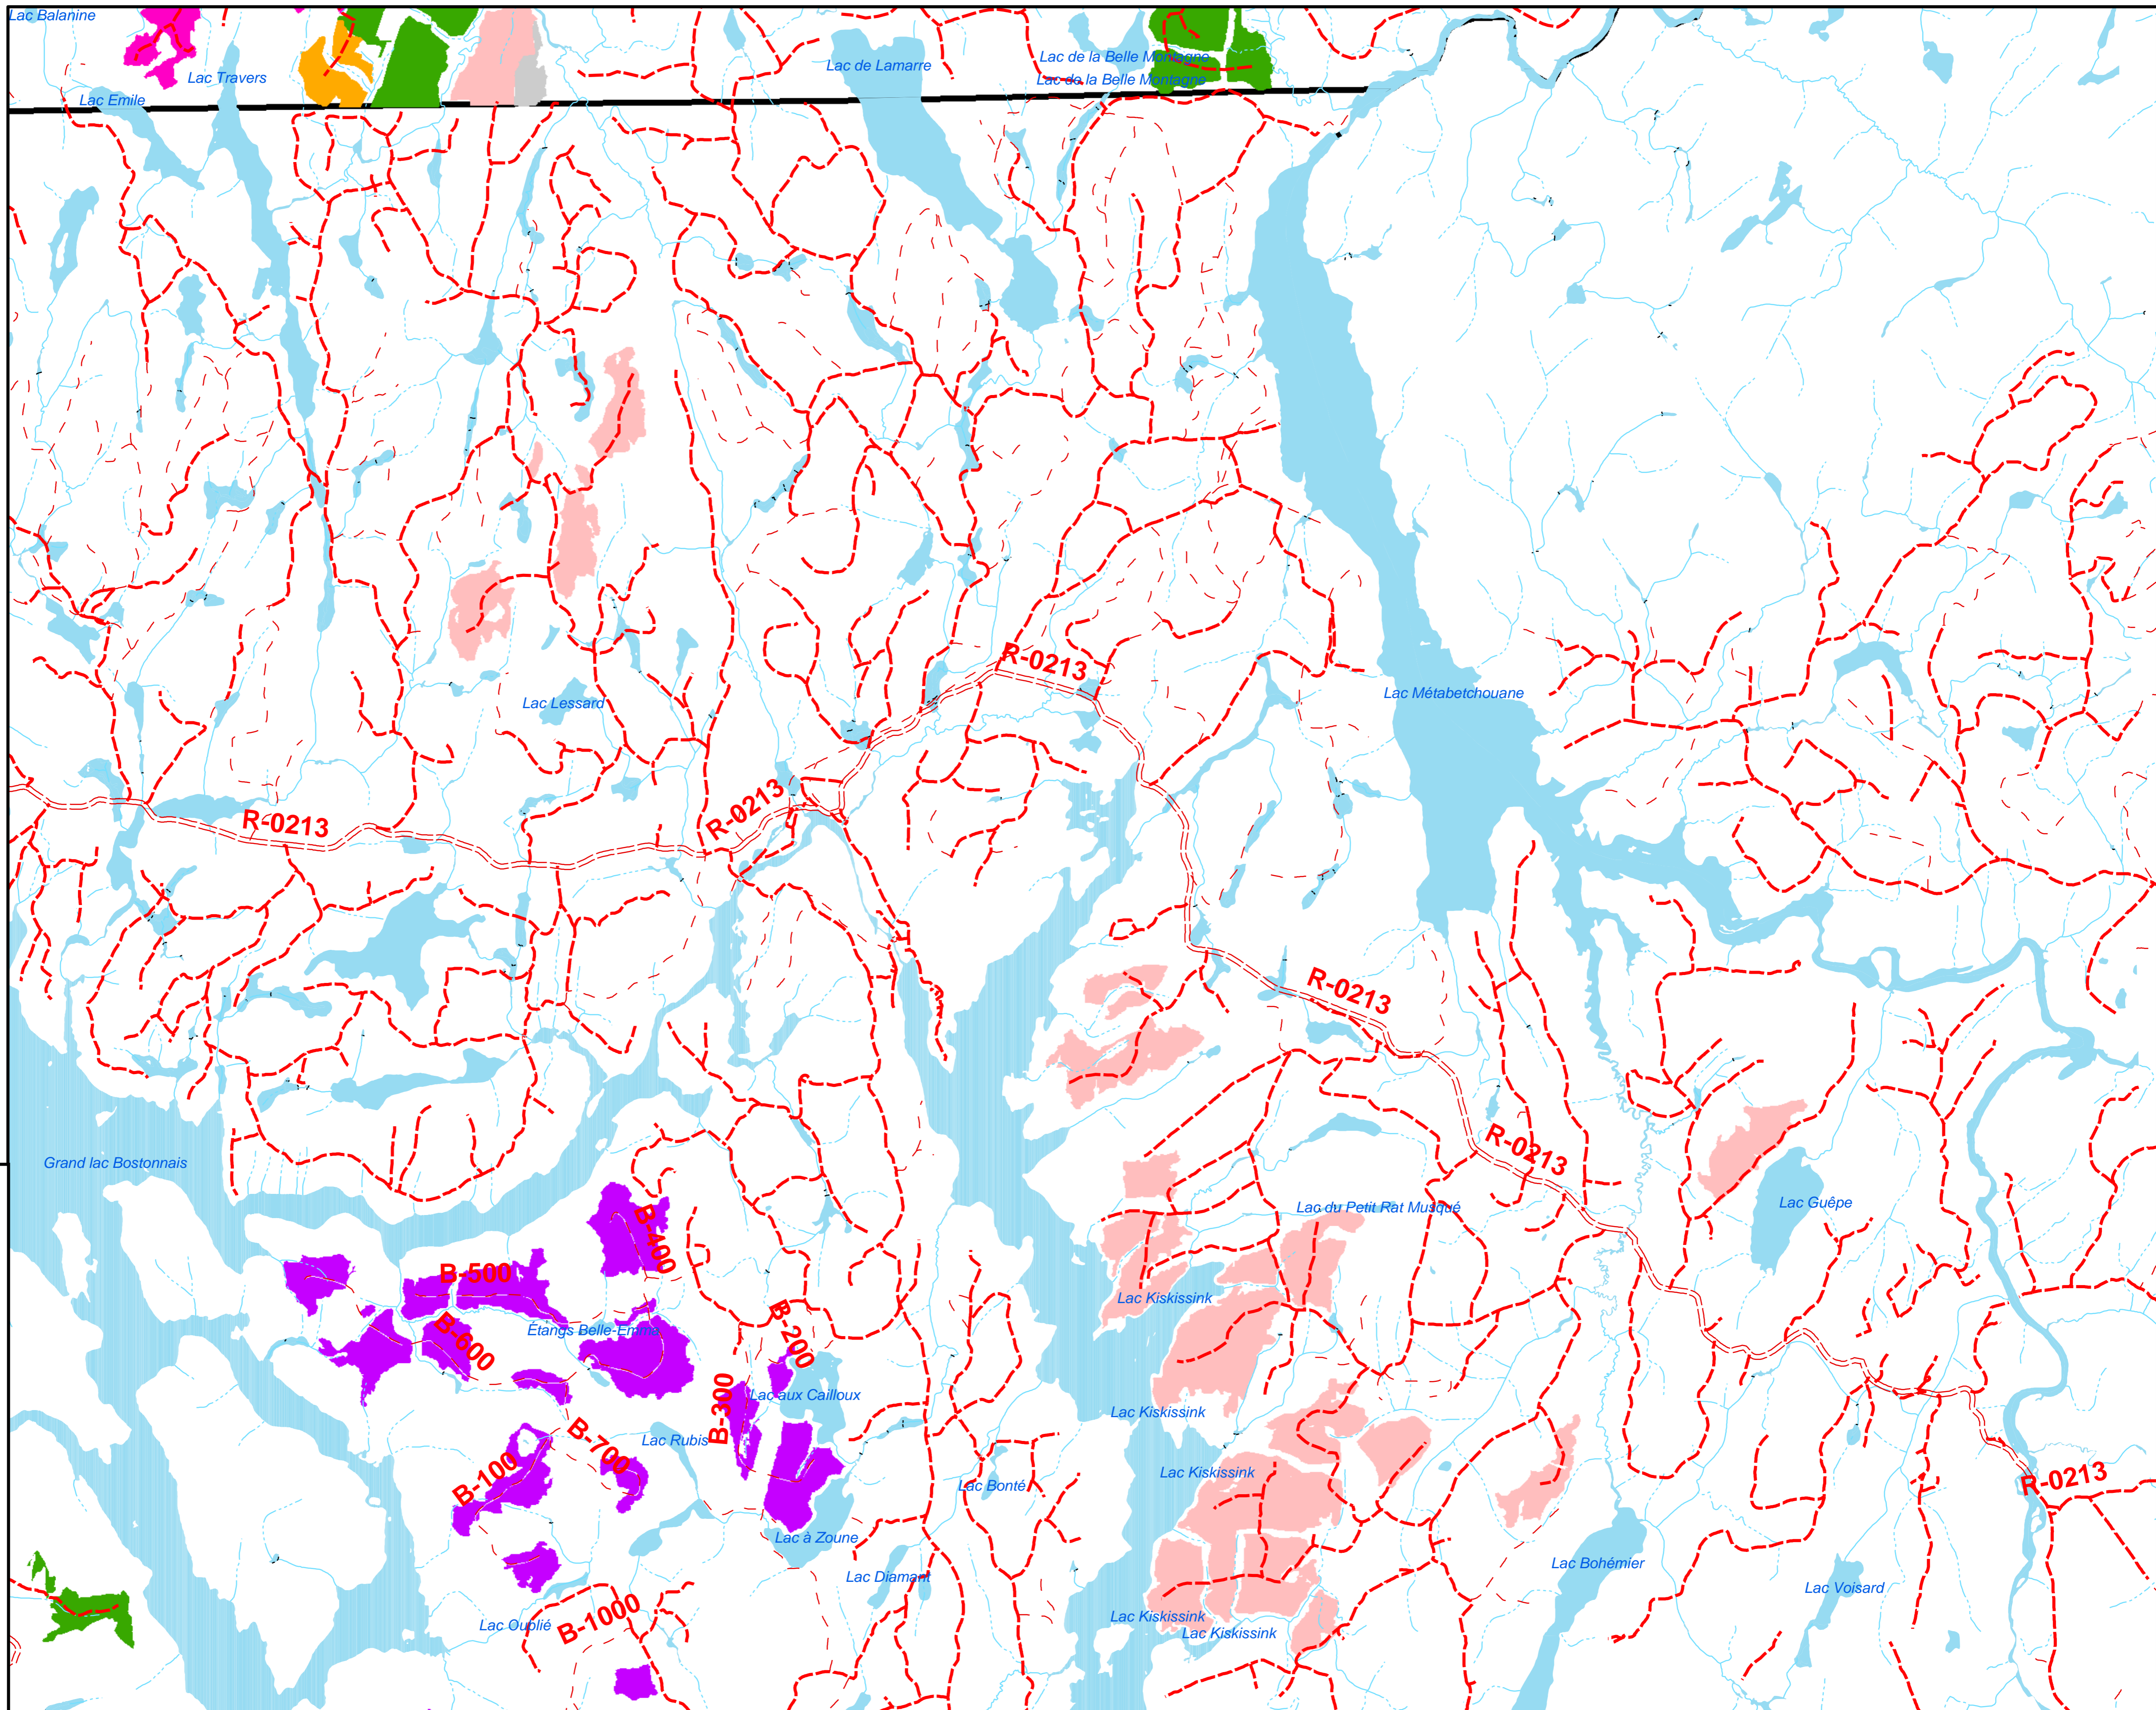 Lac Balanine
Lac de la Belle Montagne
Lac de Lamarre
Lac Travers
Lac de la Belle Montagne
Lac Emile
R-0213
Lac Métabetchouane
Lac Lessard
R-0213
R-0213
R-0213
R-0213
Grand lac Bostonnais
Lac Guêpe
Lac du Petit Rat Musqué
B-400
B-500
Lac Kiskissink
B-200
Étangs Belle-Emma
B-600
Lac aux Cailloux
B-300
Lac Kiskissink
Lac Rubis
B-700
Lac Kiskissink
B-100
R-0213
Lac Bonté
Lac à Zoune
Lac Bohémier
Lac Diamant
Lac Voisard
Lac Kiskissink
B-1000
Lac Oublié
Lac Kiskissink